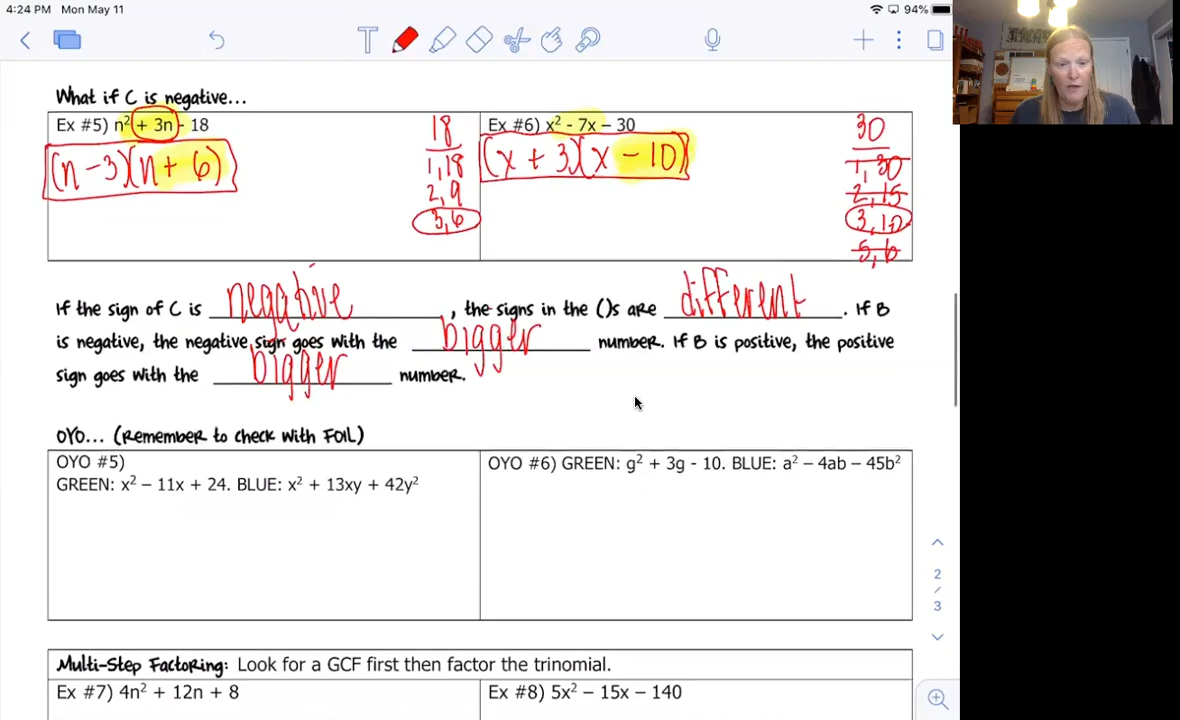 4:24 PM Mon May 11
94%
What if C is negative...
Ex #5) n² + 3n - 18
(n - 3)(n + 6)
18
1, 18
2, 9
3, 6
Ex #6) x² - 7x – 30
(x + 3)(x - 10)
30
1, 30
2, 15
3, 10
5, 6
If the sign of C is negative, the signs in the ( )s are different. If B
is negative, the negative sign goes with the bigger number. If B is positive, the positive
sign goes with the bigger number.
OYO... (Remember to check with FOIL)
OYO #5)
GREEN: x² – 11x + 24. BLUE: x² + 13xy + 42y²
OYO #6) GREEN: g² + 3g - 10. BLUE: a² – 4ab – 45b²
2
/
3
Multi-Step Factoring: Look for a GCF first then factor the trinomial.
Ex #7) 4n² + 12n + 8
Ex #8) 5x² – 15x – 140